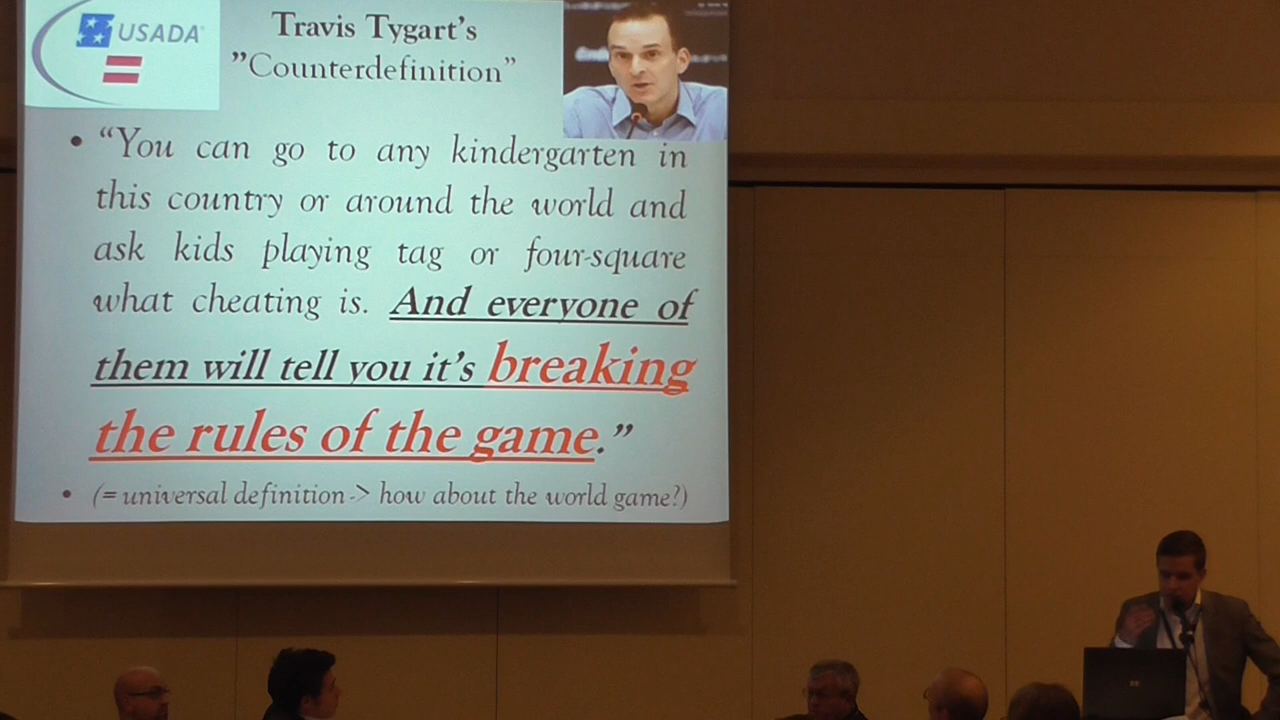 USADA
Travis Tygart's
"Counterdefinition"
• “You can go to any kindergarten in
this country or around the world and
ask kids playing tag or four-square
what cheating is. And everyone of
them will tell you it's breaking
the rules of the game.”
• (= universal definition -> how about the world game?)